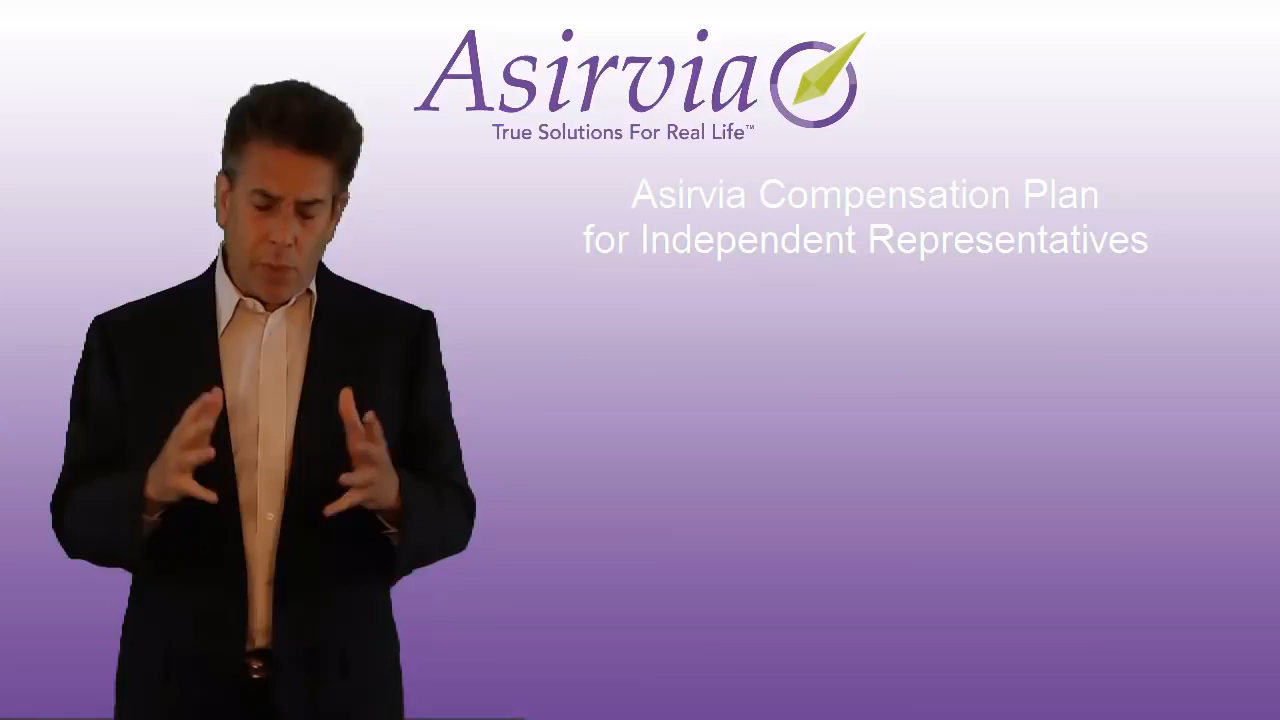 Asirvia
True Solutions For Real Life™
Asirvia Compensation Plan
for Independent Representatives